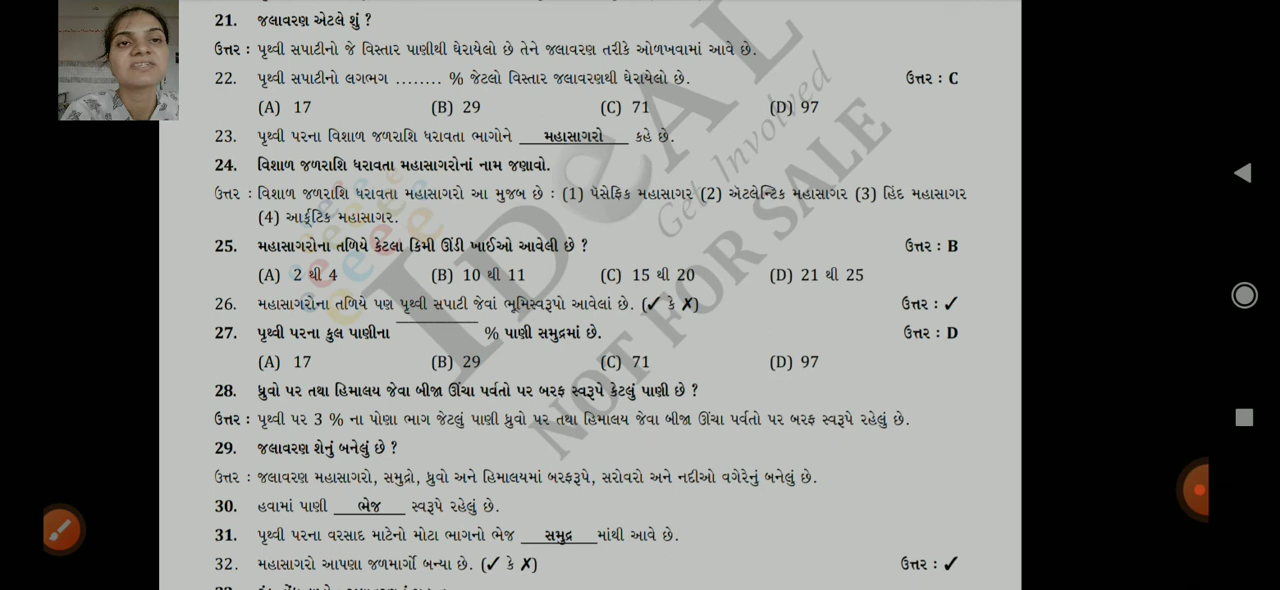 21. જલાવરણ એટલે શું ?
ઉત્તર : પૃથ્વી સપાટીનો જે વિસ્તાર પાણીથી ઘેરાયેલો છે તેને જલાવરણ તરીકે ઓળખવામાં આવે છે.
22. પૃથ્વી સપાટીનો લગભગ ........ % જેટલો વિસ્તાર જલાવરણથી ઘેરાયેલો છે. ઉત્તર : C
(A) 17 (B) 29 (C) 71 (D) 97
23. પૃથ્વી પરના વિશાળ જળરાશિ ધરાવતા ભાગોને મહાસાગરો કહે છે.
24. વિશાળ જળરાશિ ધરાવતા મહાસાગરોનાં નામ જણાવો.
ઉત્તર : વિશાળ જળરાશિ ધરાવતા મહાસાગરો આ મુજબ છે : (1) પૅસેફિક મહાસાગર (2) ઍટલેન્ટિક મહાસાગર (3) હિંદ મહાસાગર
(4) આર્ક્ટિક મહાસાગર.
25. મહાસાગરોના તળિયે કેટલા કિમી ઊંડી ખાઈઓ આવેલી છે ? ઉત્તર : B
(A) 2 થી 4 (B) 10 થી 11 (C) 15 થી 20 (D) 21 થી 25
26. મહાસાગરોના તળિયે પણ પૃથ્વી સપાટી જેવાં ભૂમિસ્વરૂપો આવેલાં છે. (✓ કે ✗) ઉત્તર : ✓
27. પૃથ્વી પરના કુલ પાણીના ________ % પાણી સમુદ્રમાં છે. ઉત્તર : D
(A) 17 (B) 29 (C) 71 (D) 97
28. ધ્રુવો પર તથા હિમાલય જેવા બીજા ઊંચા પર્વતો પર બરફ સ્વરૂપે કેટલું પાણી છે ?
ઉત્તર : પૃથ્વી પર 3 % ના પોણા ભાગ જેટલું પાણી ધ્રુવો પર તથા હિમાલય જેવા બીજા ઊંચા પર્વતો પર બરફ સ્વરૂપે રહેલું છે.
29. જલાવરણ શેનું બનેલું છે ?
ઉત્તર : જલાવરણ મહાસાગરો, સમુદ્રો, ધ્રુવો અને હિમાલયમાં બરફરૂપે, સરોવરો અને નદીઓ વગેરેનું બનેલું છે.
30. હવામાં પાણી ભેજ સ્વરૂપે રહેલું છે.
31. પૃથ્વી પરના વરસાદ માટેનો મોટા ભાગનો ભેજ સમુદ્ર માંથી આવે છે.
32. મહાસાગરો આપણા જળમાર્ગો બન્યા છે. (✓ કે ✗) ઉત્તર : ✓
IDeAL
Get Involved
NOT FOR SALE